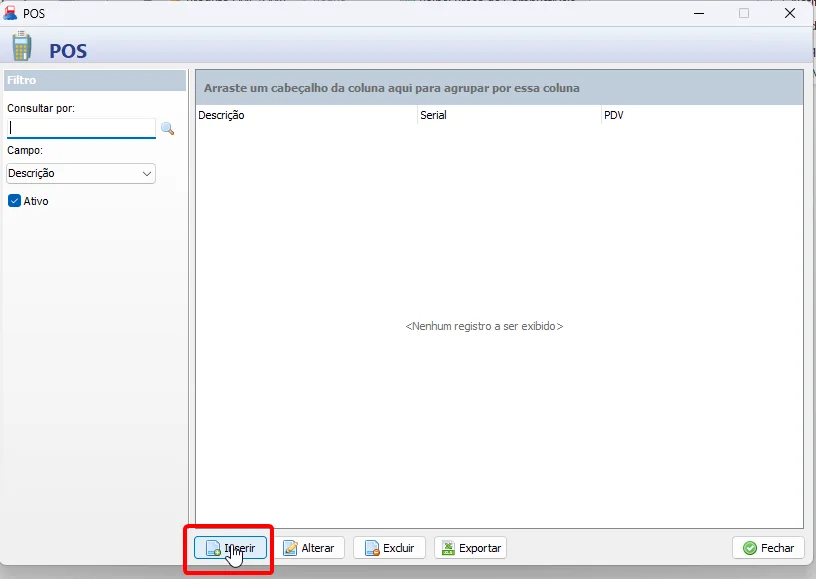 POS
POS
Filtro
Consultar por:
Campo:
Descrição
Ativo
Arraste um cabeçalho da coluna aqui para agrupar por essa coluna
Descrição Serial PDV
<Nenhum registro a ser exibido>
Inserir Alterar Excluir Exportar Fechar